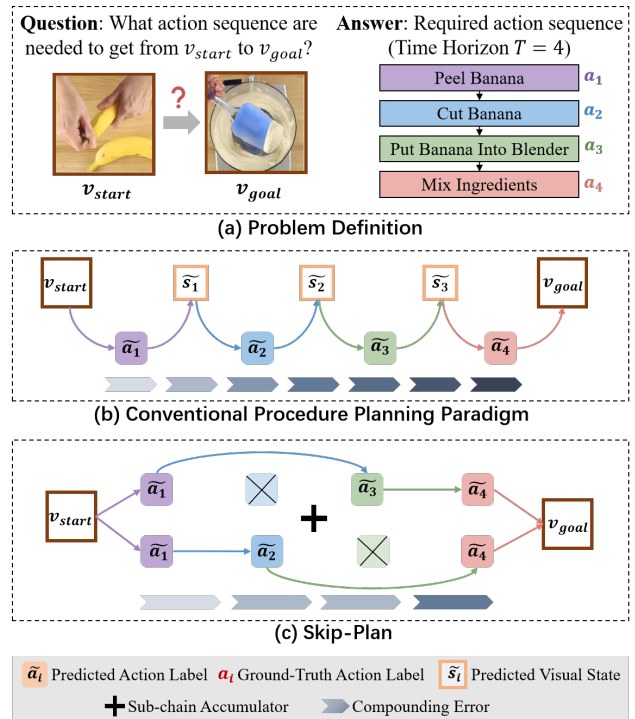 Question: What action sequence are
needed to get from v_start to v_goal?
Answer: Required action sequence
(Time Horizon T = 4)
?
v_start
v_goal
Peel Banana a_1
Cut Banana a_2
Put Banana Into Blender a_3
Mix Ingredients a_4
(a) Problem Definition
v_start s̃_1 s̃_2 s̃_3 v_goal
ã_1 ã_2 ã_3 ã_4
(b) Conventional Procedure Planning Paradigm
ã_1 ã_3 ã_4
v_start + v_goal
ã_1 ã_2 ã_4
(c) Skip-Plan
ã_i Predicted Action Label a_i Ground-Truth Action Label s̃_i Predicted Visual State
+ Sub-chain Accumulator Compounding Error